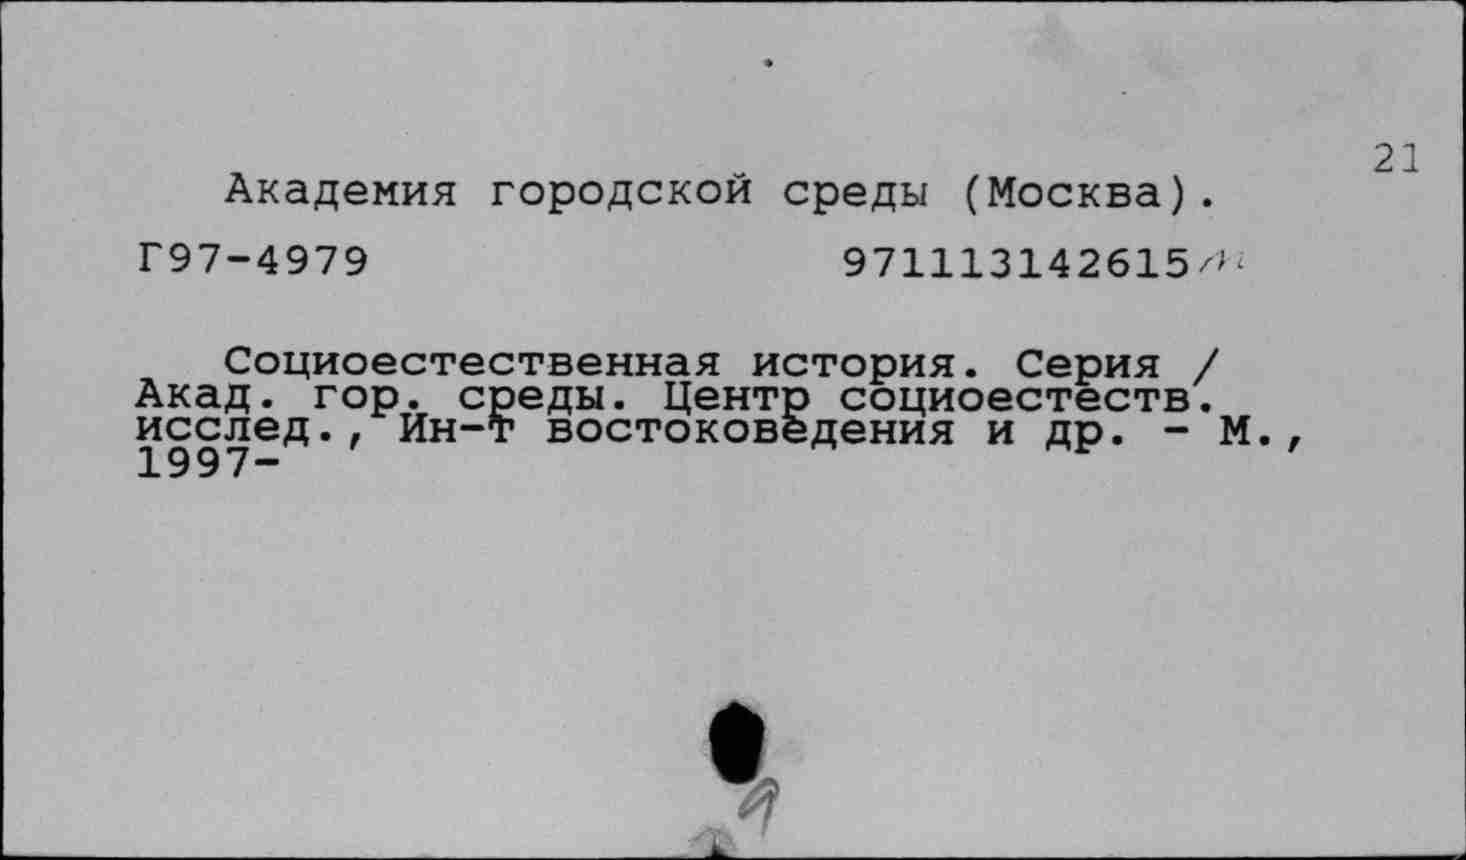 21
Академия городской среды (Москва).
Г97-4979 971113142615
Социоестественная история. Серия /
Акад. гор. среды. Центр социоестеств.
исслед., Ин-т востоковедения и др. - М.,
1997-